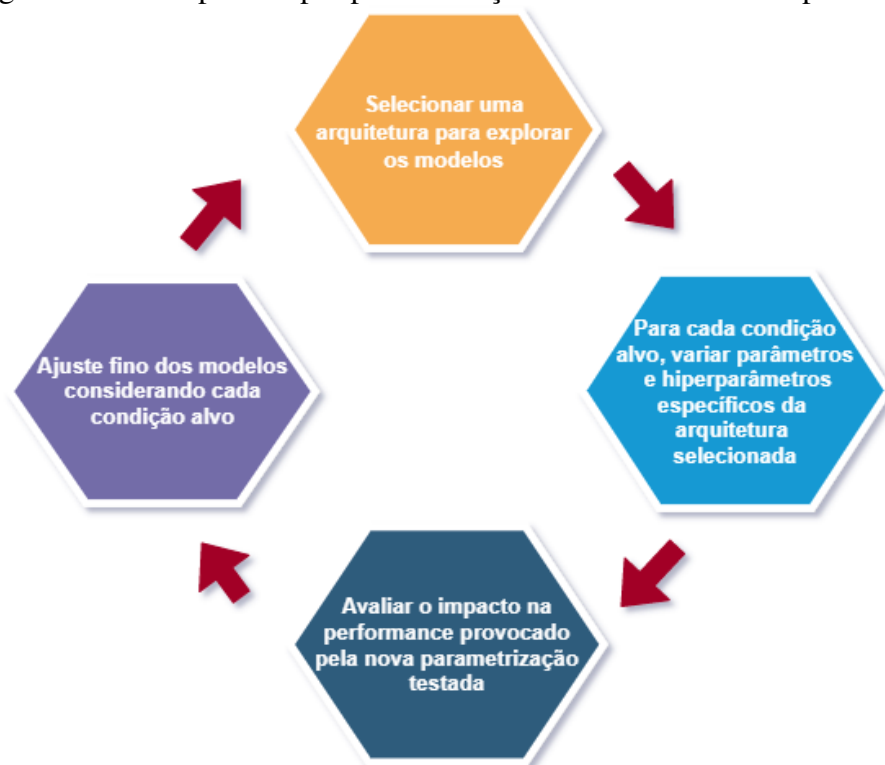 Selecionar uma
arquitetura para explorar
os modelos
Para cada condição
alvo, variar parâmetros
e hiperparâmetros
específicos da
arquitetura
selecionada
Ajuste fino dos modelos
considerando cada
condição alvo
Avaliar o impacto na
performance provocado
pela nova parametrização
testada